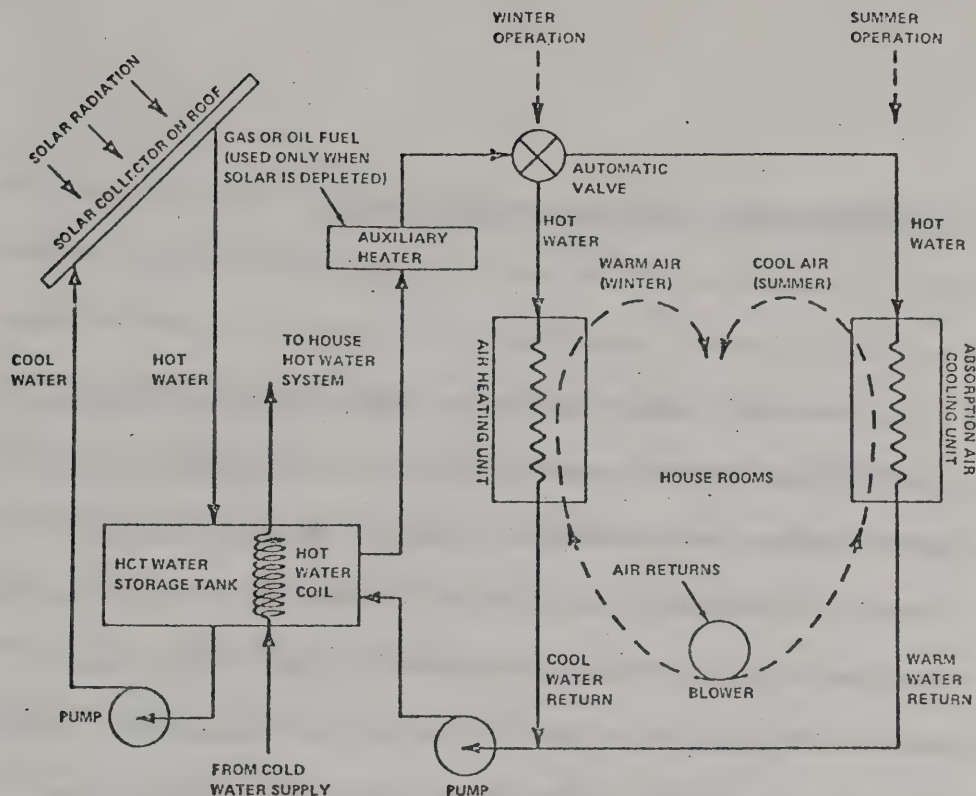 WINTER
OPERATION
SUMMER
OPERATION
SOLAR RADIATION
SOLAR COLLECTOR ON ROOF
GAS OR OIL FUEL
(USED ONLY WHEN
SOLAR IS DEPLETED)
AUTOMATIC
VALVE
AUXILIARY
HEATER
HOT
WATER
HOT
WATER
WARM AIR
(WINTER)
COOL AIR
(SUMMER)
COOL
WATER
HOT
WATER
TO HOUSE
HOT WATER
SYSTEM
AIR HEATING UNIT
ABSORPTION AIR
COOLING UNIT
HOUSE ROOMS
HCT WATER
STORAGE TANK
HOT
WATER
COIL
AIR RETURNS
BLOWER
COOL
WATER
RETURN
WARM
WATER
RETURN
PUMP
FROM COLD
WATER SUPPLY
PUMP